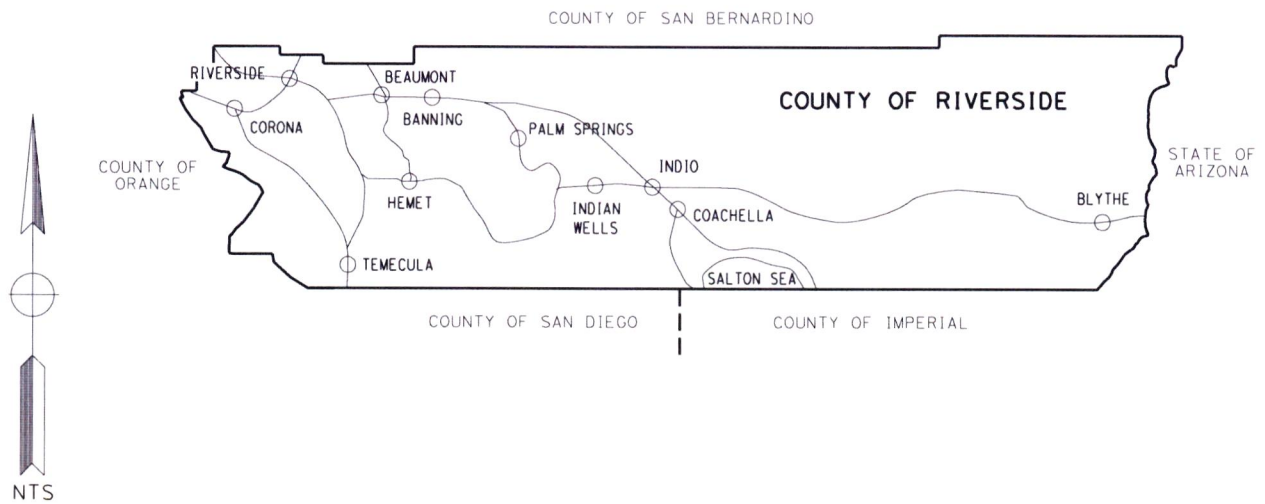 COUNTY OF SAN BERNARDINO
RIVERSIDE
BEAUMONT
COUNTY OF RIVERSIDE
CORONA
BANNING
PALM SPRINGS
COUNTY OF
ORANGE
INDIO
STATE OF
ARIZONA
HEMET
INDIAN
WELLS
COACHELLA
BLYTHE
TEMECULA
SALTON SEA
COUNTY OF SAN DIEGO
COUNTY OF IMPERIAL
NTS